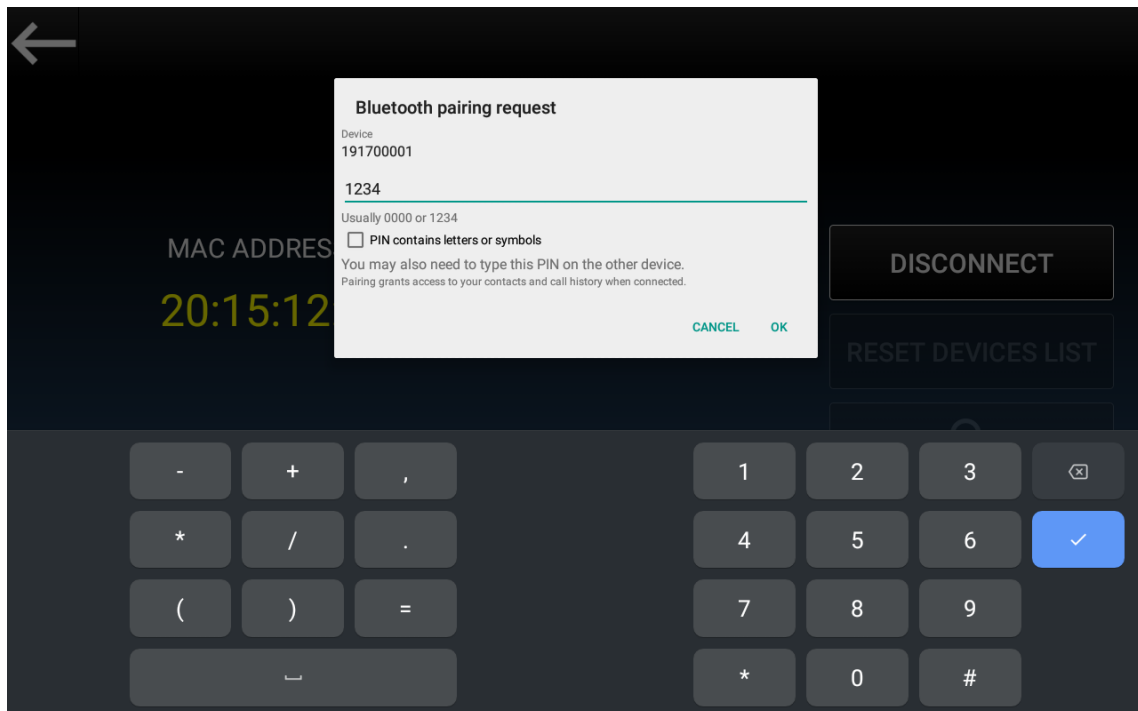 Bluetooth pairing request
Device
191700001
1234
Usually 0000 or 1234
PIN contains letters or symbols
You may also need to type this PIN on the other device.
Pairing grants access to your contacts and call history when connected.
CANCEL OK
MAC ADDRES
20:15:12
DISCONNECT
RESET DEVICES LIST
- + , 1 2 3
* / . 4 5 6
( ) = 7 8 9
* 0 #